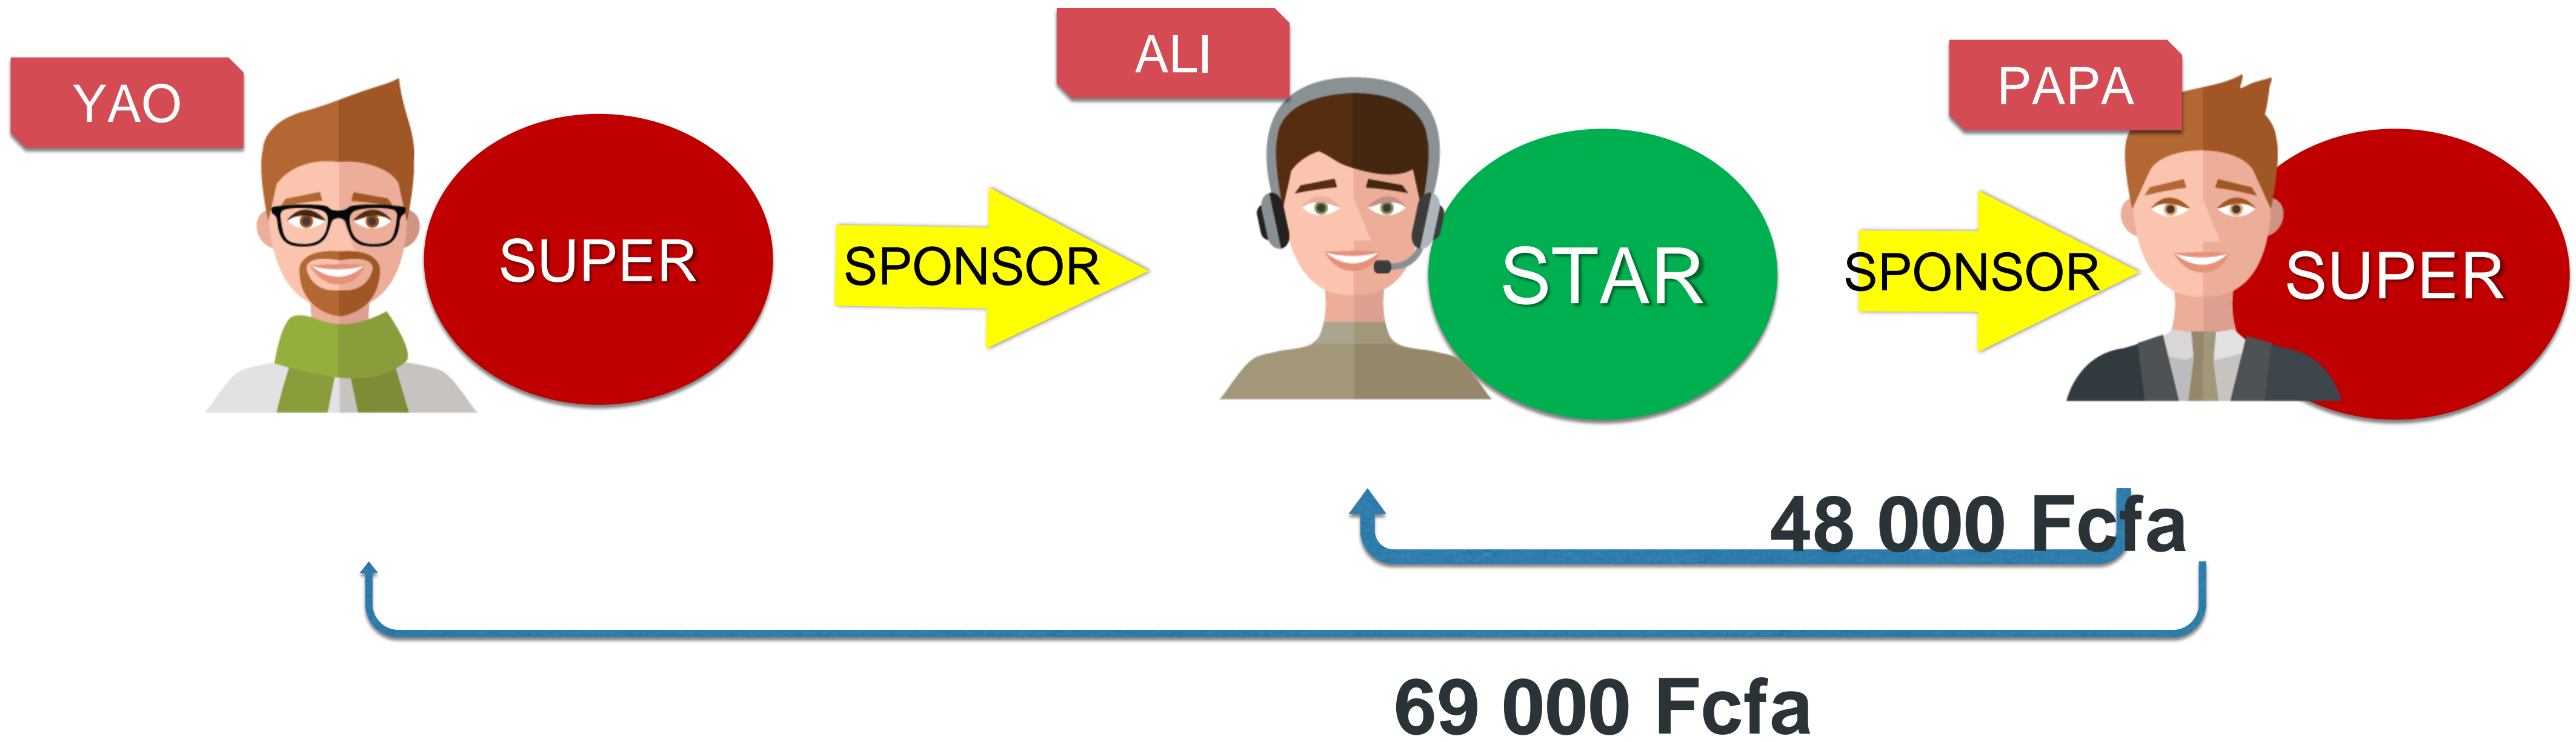 YAO
SUPER
SPONSOR
ALI
STAR
SPONSOR
PAPA
SUPER
48 000 Fcfa
69 000 Fcfa